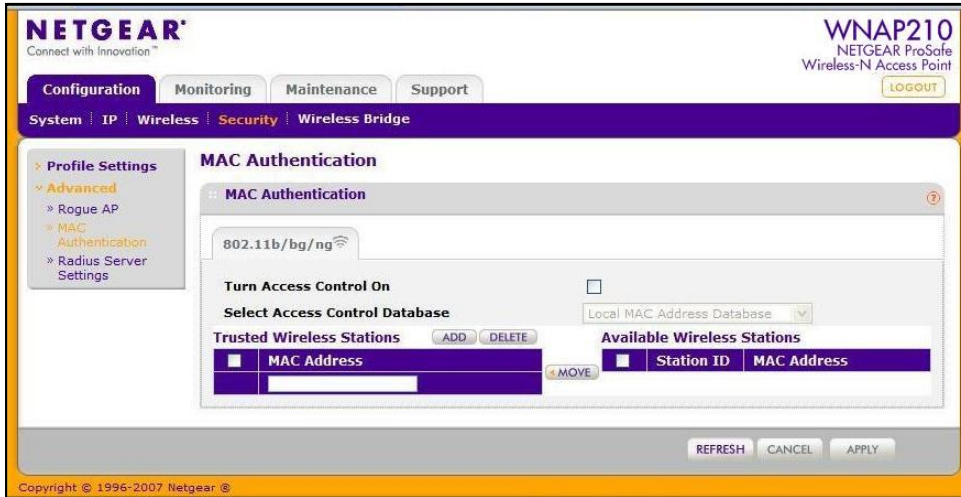 NETGEAR®
Connect with Innovation™
WNAP210
NETGEAR ProSafe
Wireless-N Access Point
Configuration Monitoring Maintenance Support LOGOUT
System IP Wireless Security Wireless Bridge
Profile Settings
Advanced
» Rogue AP
» MAC
Authentication
» Radius Server
Settings
MAC Authentication
MAC Authentication ?
802.11b/bg/ng
Turn Access Control On
Select Access Control Database Local MAC Address Database
Trusted Wireless Stations ADD DELETE Available Wireless Stations
MAC Address Station ID MAC Address
MOVE
REFRESH CANCEL APPLY
Copyright © 1996-2007 Netgear ®